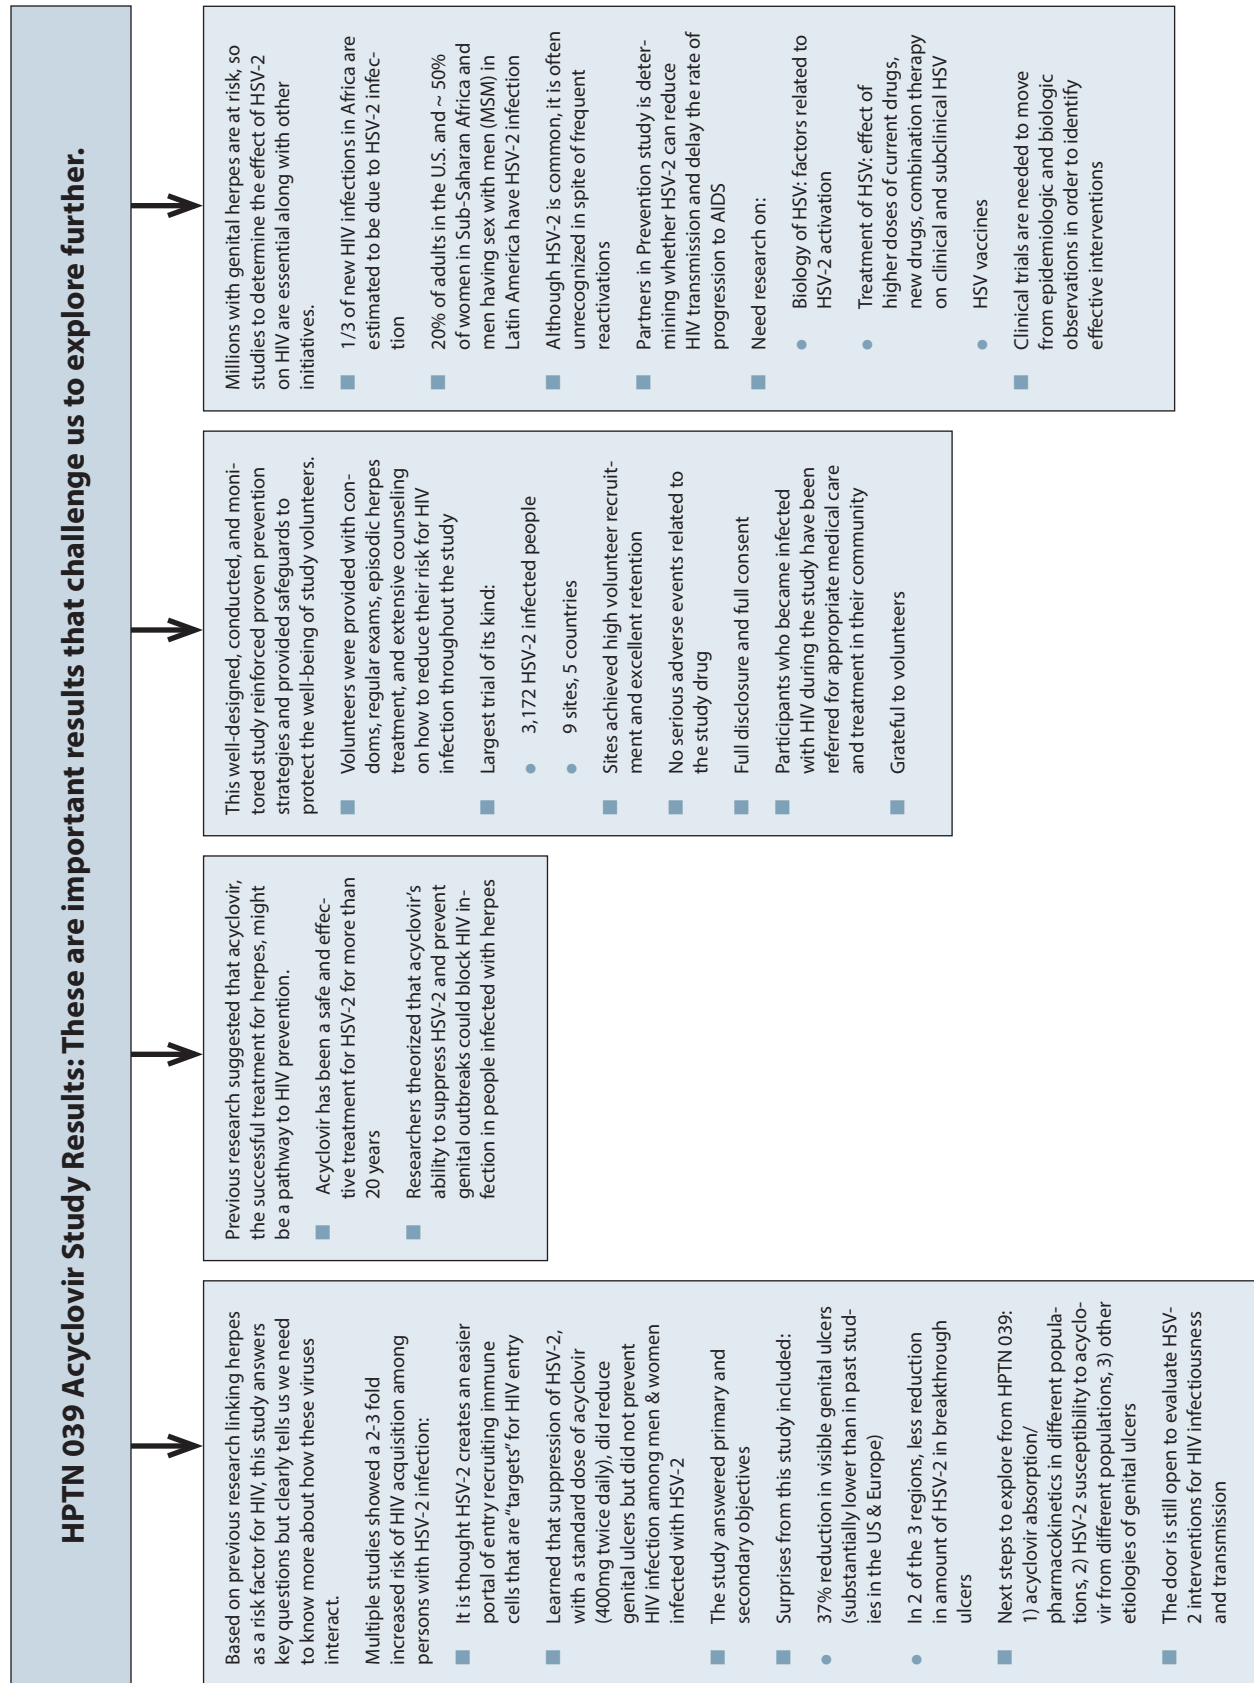 HPTN 039 Acyclovir Study Results: These are important results that challenge us to explore further.
Based on previous research linking herpes
as a risk factor for HIV, this study answers
key questions but clearly tells us we need
to know more about how these viruses
interact.
Multiple studies showed a 2-3 fold
increased risk of HIV acquisition among
persons with HSV-2 infection:
■ It is thought HSV-2 creates an easier
portal of entry recruiting immune
cells that are "targets" for HIV entry
■ Learned that suppression of HSV-2,
with a standard dose of acyclovir
(400mg twice daily), did reduce
genital ulcers but did not prevent
HIV infection among men & women
infected with HSV-2
■ The study answered primary and
secondary objectives
■ Surprises from this study included:
● 37% reduction in visible genital ulcers
(substantially lower than in past stud-
ies in the US & Europe)
● In 2 of the 3 regions, less reduction
in amount of HSV-2 in breakthrough
ulcers
■ Next steps to explore from HPTN 039:
1) acyclovir absorption/
pharmacokinetics in different popula-
tions, 2) HSV-2 susceptibility to acyclo-
vir from different populations, 3) other
etiologies of genital ulcers
■ The door is still open to evaluate HSV-
2 interventions for HIV infectiousness
and transmission
Previous research suggested that acyclovir,
the successful treatment for herpes, might
be a pathway to HIV prevention.
■ Acyclovir has been a safe and effec-
tive treatment for HSV-2 for more than
20 years
■ Researchers theorized that acyclovir's
ability to suppress HSV-2 and prevent
genital outbreaks could block HIV in-
fection in people infected with herpes
This well-designed, conducted, and moni-
tored study reinforced proven prevention
strategies and provided safeguards to
protect the well-being of study volunteers.
■ Volunteers were provided with con-
doms, regular exams, episodic herpes
treatment, and extensive counseling
on how to reduce their risk for HIV
infection throughout the study
■ Largest trial of its kind:
● 3,172 HSV-2 infected people
● 9 sites, 5 countries
■ Sites achieved high volunteer recruit-
ment and excellent retention
■ No serious adverse events related to
the study drug
■ Full disclosure and full consent
■ Participants who became infected
with HIV during the study have been
referred for appropriate medical care
and treatment in their community
■ Grateful to volunteers
Millions with genital herpes are at risk, so
studies to determine the effect of HSV-2
on HIV are essential along with other
initiatives.
■ 1/3 of new HIV infections in Africa are
estimated to be due to HSV-2 infec-
tion
■ 20% of adults in the U.S. and ~ 50%
of women in Sub-Saharan Africa and
men having sex with men (MSM) in
Latin America have HSV-2 infection
■ Although HSV-2 is common, it is often
unrecognized in spite of frequent
reactivations
■ Partners in Prevention study is deter-
mining whether HSV-2 can reduce
HIV transmission and delay the rate of
progression to AIDS
■ Need research on:
● Biology of HSV: factors related to
HSV-2 activation
● Treatment of HSV: effect of
higher doses of current drugs,
new drugs, combination therapy
on clinical and subclinical HSV
● HSV vaccines
■ Clinical trials are needed to move
from epidemiologic and biologic
observations in order to identify
effective interventions